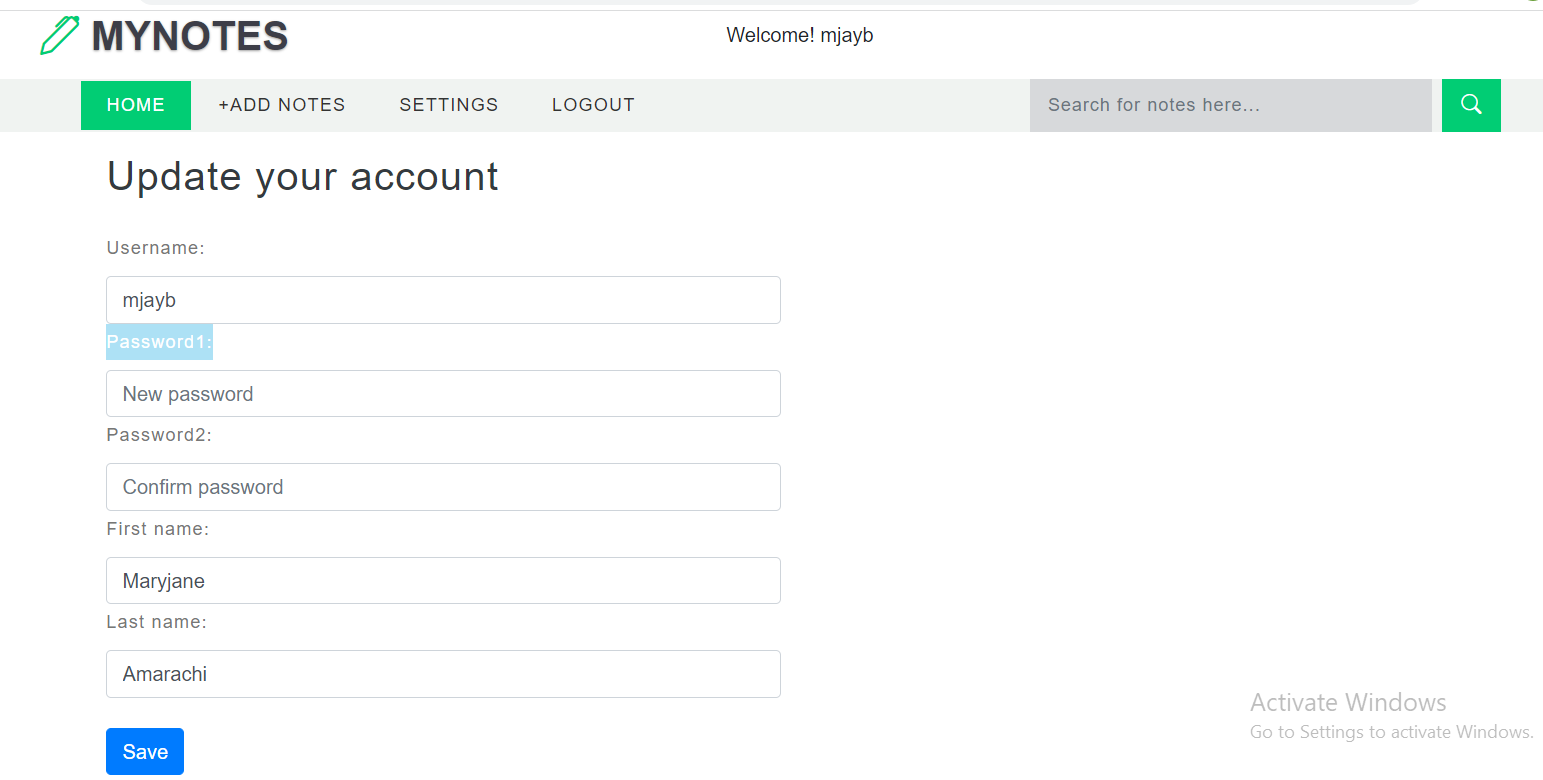 MYNOTES
Welcome! mjayb
HOME +ADD NOTES SETTINGS LOGOUT Search for notes here...
Update your account
Username:
mjayb
Password1:
New password
Password2:
Confirm password
First name:
Maryjane
Last name:
Amarachi
Save
Activate Windows
Go to Settings to activate Windows.